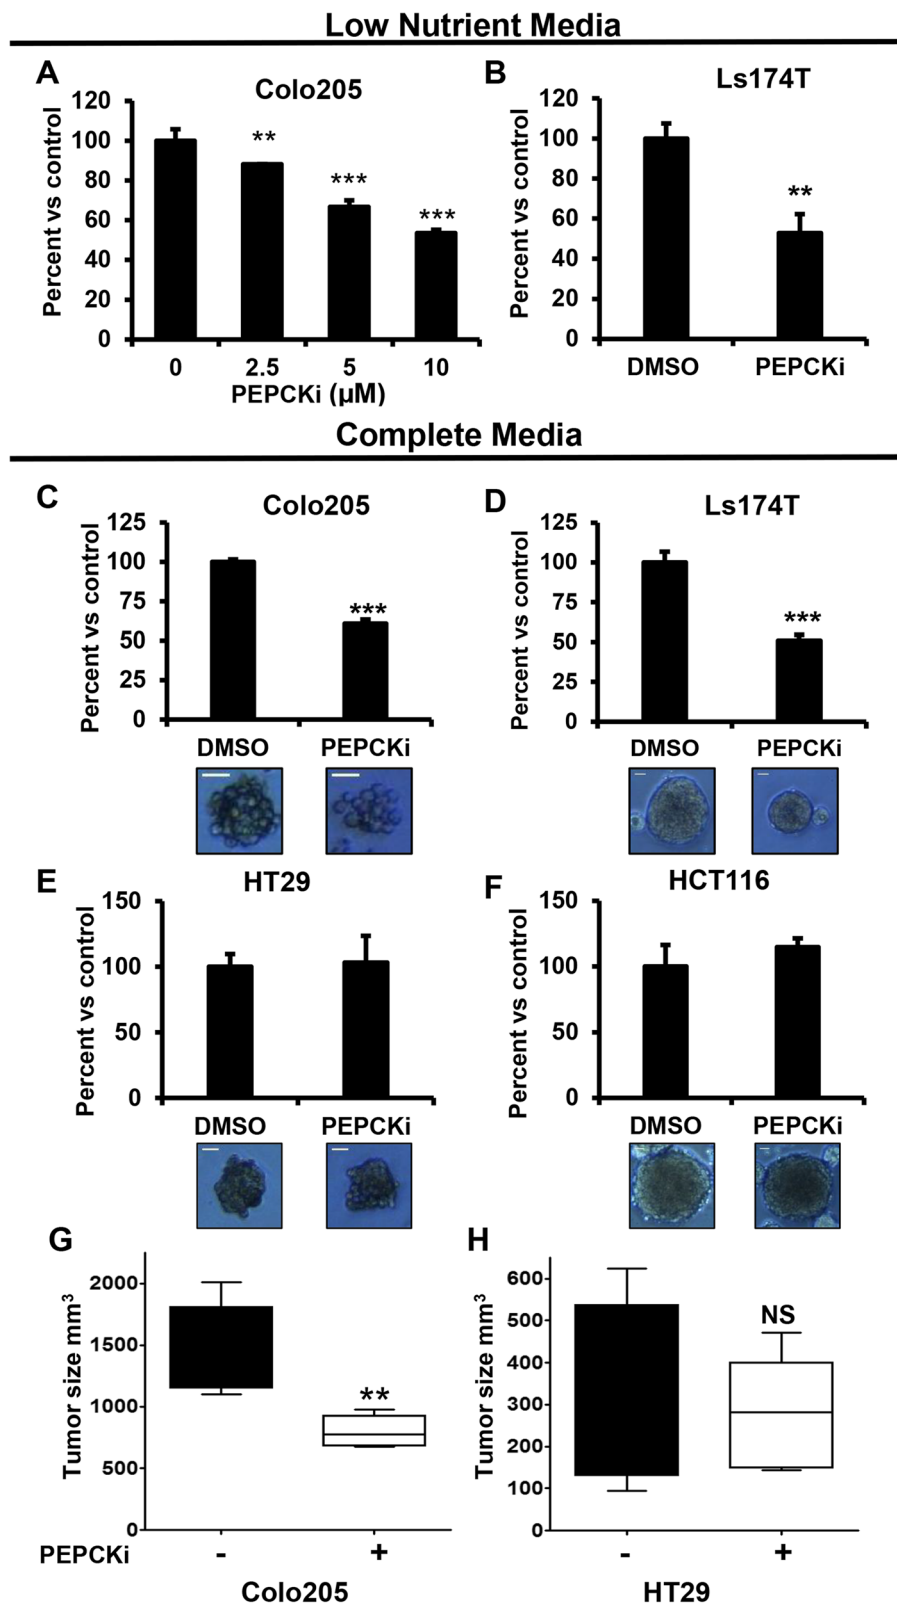 Low Nutrient Media
A
Colo205
Percent vs control
120
100
80
60
40
20
0
**
***
***
0 2.5 5 10
PEPCKi (µM)
B
Ls174T
Percent vs control
120
100
80
60
40
20
0
**
DMSO PEPCKi
Complete Media
C
Colo205
Percent vs control
125
100
75
50
25
0
***
DMSO PEPCKi
D
Ls174T
Percent vs control
125
100
75
50
25
0
***
DMSO PEPCKi
E
HT29
Percent vs control
150
100
50
0
DMSO PEPCKi
F
HCT116
Percent vs control
150
100
50
0
DMSO PEPCKi
G
Tumor size mm³
2000
1500
1000
500
0
**
PEPCKi - +
Colo205
H
Tumor size mm³
600
500
400
300
200
100
0
NS
- +
HT29